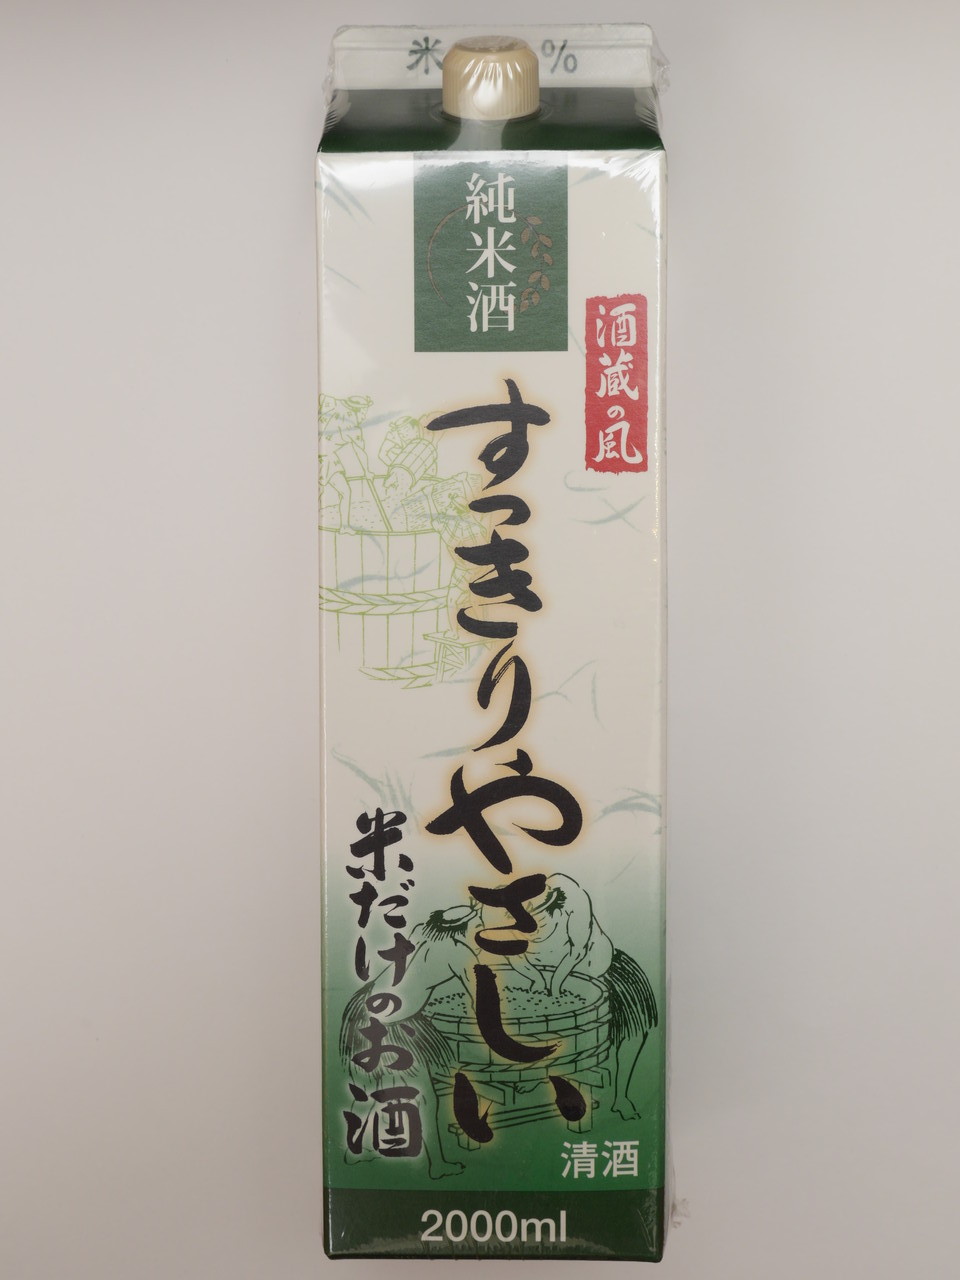 米 %
純米酒
酒蔵の風
すっきりやさしい
米だけのお酒
清酒
2000ml